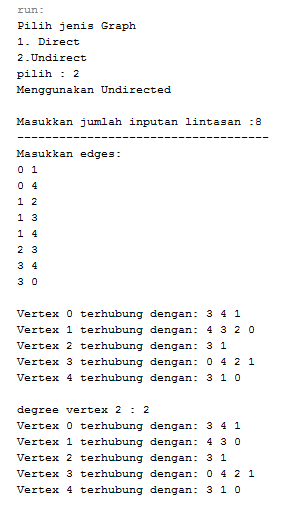 run:
Pilih jenis Graph
1. Direct
2.Undirect
pilih : 2
Menggunakan Undirected
Masukkan jumlah inputan lintasan :8
------------------------------------
Masukkan edges:
0 1
0 4
1 2
1 3
1 4
2 3
3 4
3 0
Vertex 0 terhubung dengan: 3 4 1
Vertex 1 terhubung dengan: 4 3 2 0
Vertex 2 terhubung dengan: 3 1
Vertex 3 terhubung dengan: 0 4 2 1
Vertex 4 terhubung dengan: 3 1 0
degree vertex 2 : 2
Vertex 0 terhubung dengan: 3 4 1
Vertex 1 terhubung dengan: 4 3 0
Vertex 2 terhubung dengan: 3 1
Vertex 3 terhubung dengan: 0 4 2 1
Vertex 4 terhubung dengan: 3 1 0